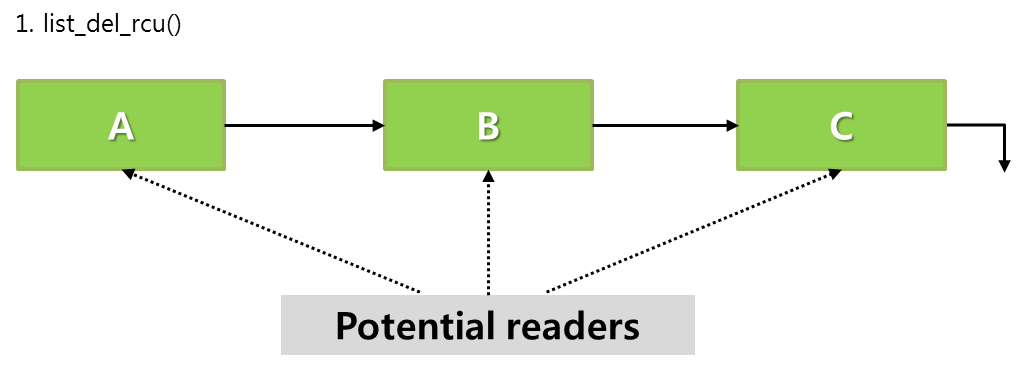 1. list_del_rcu()
A B C
Potential readers